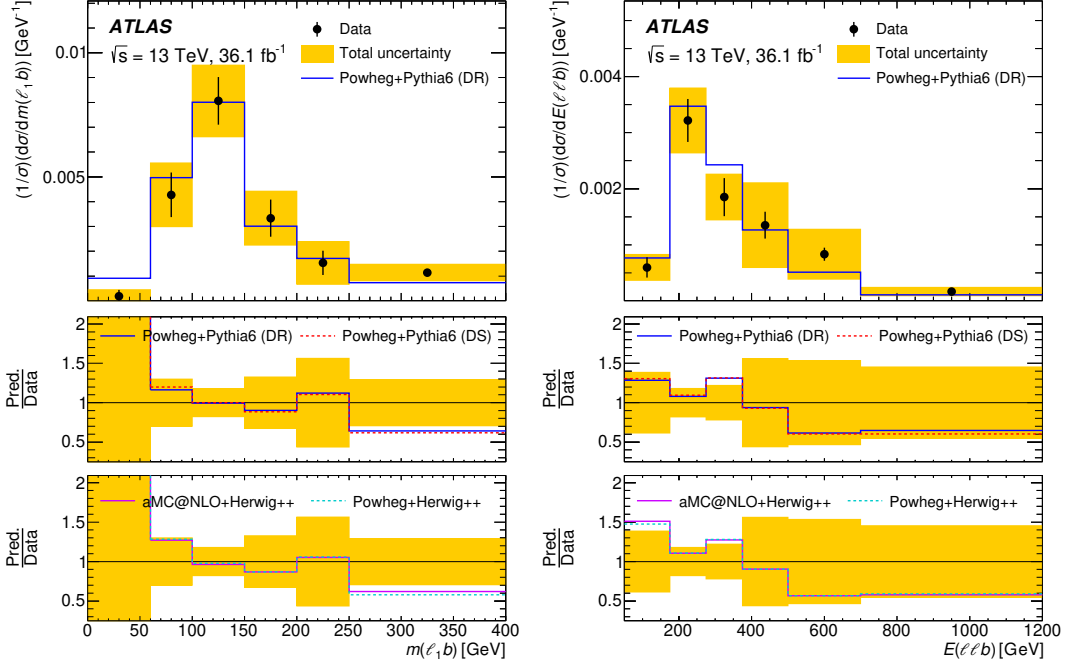 (1/σ)(dσ/dm(ℓ₁b)) [GeV⁻¹]
0.01
0.005
ATLAS
√s = 13 TeV, 36.1 fb⁻¹
Data
Total uncertainty
Powheg+Pythia6 (DR)
Pred.
Data
2
1.5
1
0.5
Powheg+Pythia6 (DR)
Powheg+Pythia6 (DS)
Pred.
Data
2
1.5
1
0.5
aMC@NLO+Herwig++
Powheg+Herwig++
0 50 100 150 200 250 300 350 400
m(ℓ₁b) [GeV]
(1/σ)(dσ/dE(ℓℓb)) [GeV⁻¹]
0.004
0.002
ATLAS
√s = 13 TeV, 36.1 fb⁻¹
Data
Total uncertainty
Powheg+Pythia6 (DR)
Pred.
Data
2
1.5
1
0.5
Powheg+Pythia6 (DR)
Powheg+Pythia6 (DS)
Pred.
Data
2
1.5
1
0.5
aMC@NLO+Herwig++
Powheg+Herwig++
200 400 600 800 1000 1200
E(ℓℓb) [GeV]